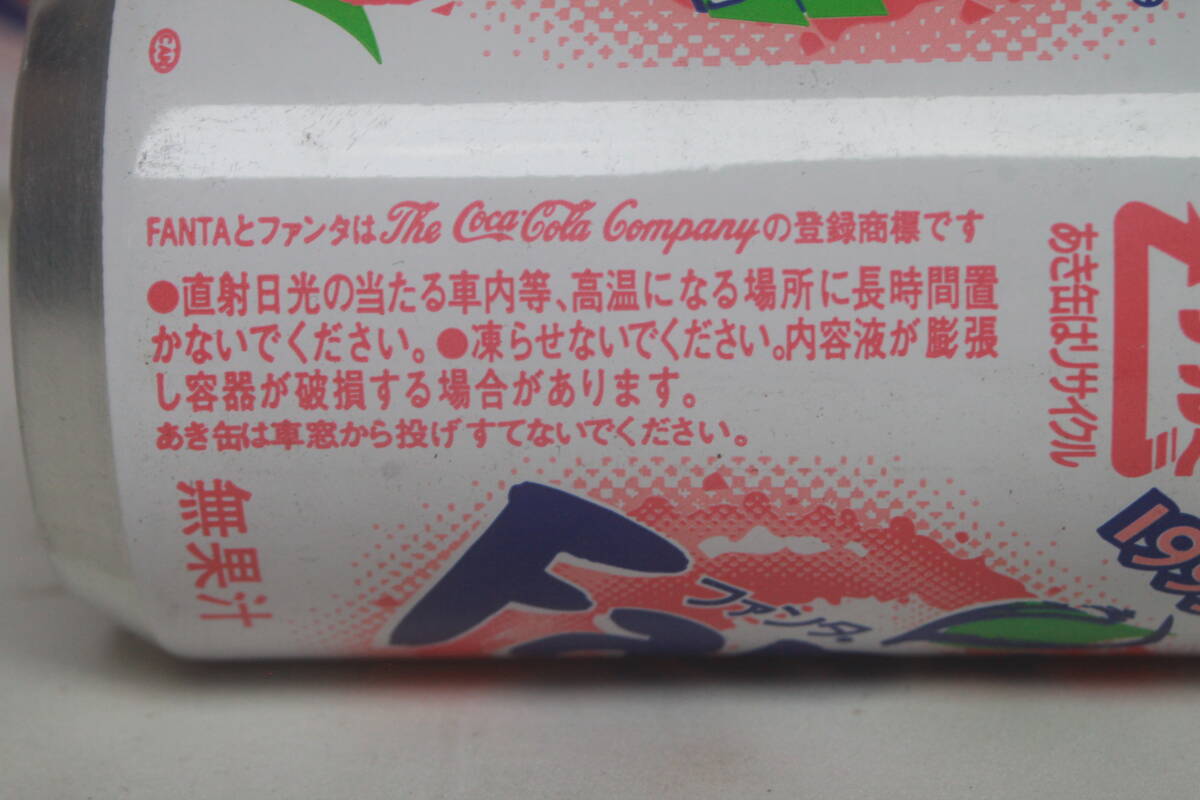 FANTAとファンタはThe Coca-Cola Companyの登録商標です
●直射日光の当たる車内等、高温になる場所に長時間置
かないでください。●凍らせないでください。内容液が膨張
し容器が破損する場合があります。
あき缶は車窓から投げすてないでください。
無果汁
ファンタ
あき缶はリサイクル